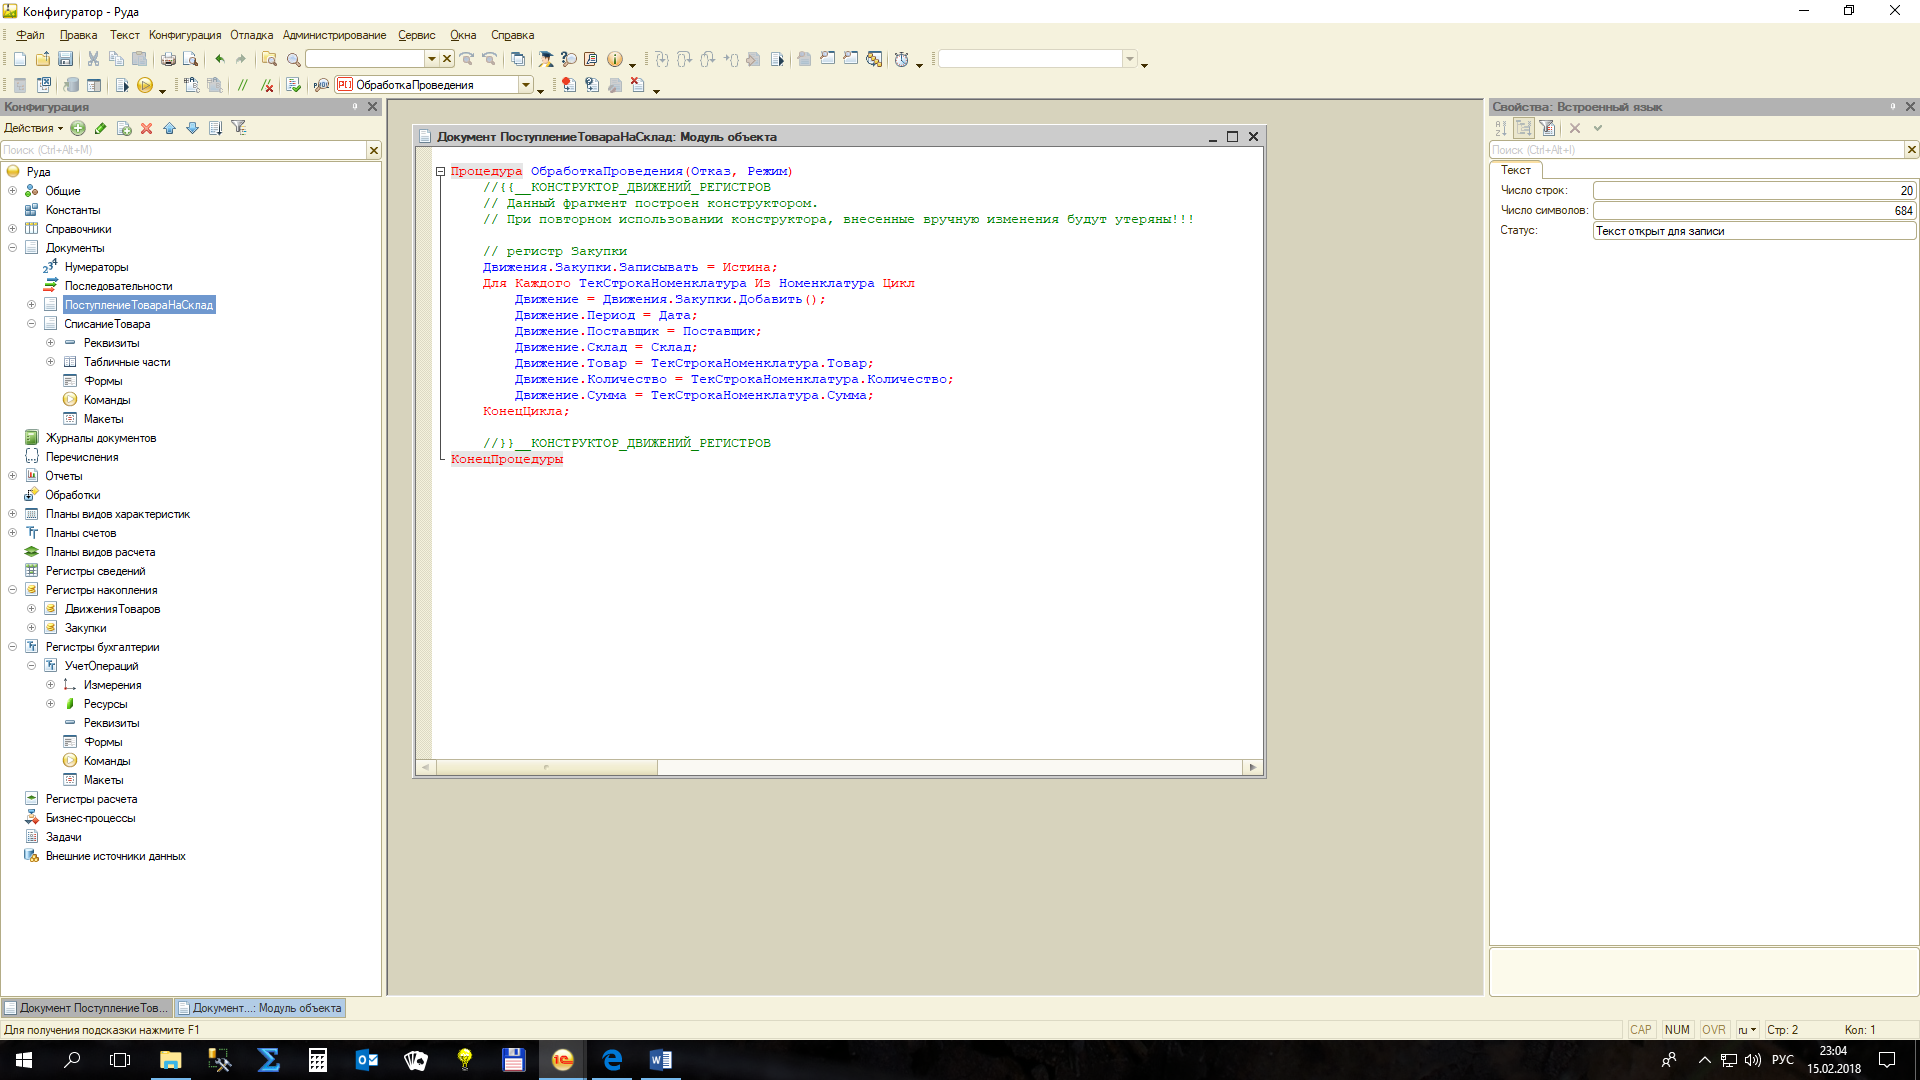 Конфигуратор - Руда
Файл Правка Текст Конфигурация Отладка Администрирование Сервис Окна Справка
ОбработкаПроведения
Конфигурация
Действия
Поиск (Ctrl+Alt+M)
Руда
Общие
Константы
Справочники
Документы
Нумераторы
Последовательности
ПоступлениеТовараНаСклад
СписаниеТовара
Реквизиты
Табличные части
Формы
Команды
Макеты
Журналы документов
Перечисления
Отчеты
Обработки
Планы видов характеристик
Планы счетов
Планы видов расчета
Регистры сведений
Регистры накопления
ДвиженияТоваров
Закупки
Регистры бухгалтерии
УчетОпераций
Измерения
Ресурсы
Реквизиты
Формы
Команды
Макеты
Регистры расчета
Бизнес-процессы
Задачи
Внешние источники данных
Документ ПоступлениеТовараНаСклад: Модуль объекта
Процедура ОбработкаПроведения(Отказ, Режим)
//{{__КОНСТРУКТОР_ДВИЖЕНИЙ_РЕГИСТРОВ
// Данный фрагмент построен конструктором.
// При повторном использовании конструктора, внесенные вручную изменения будут утеряны!!!
// регистр Закупки
Движения.Закупки.Записывать = Истина;
Для Каждого ТекСтрокаНоменклатура Из Номенклатура Цикл
Движение = Движения.Закупки.Добавить();
Движение.Период = Дата;
Движение.Поставщик = Поставщик;
Движение.Склад = Склад;
Движение.Товар = ТекСтрокаНоменклатура.Товар;
Движение.Количество = ТекСтрокаНоменклатура.Количество;
Движение.Сумма = ТекСтрокаНоменклатура.Сумма;
КонецЦикла;
//}}__КОНСТРУКТОР_ДВИЖЕНИЙ_РЕГИСТРОВ
КонецПроцедуры
Свойства: Встроенный язык
Поиск (Ctrl+Alt+I)
Текст
Число строк: 20
Число символов: 684
Статус: Текст открыт для записи
Документ ПоступлениеТов... Документ...: Модуль объекта
Для получения подсказки нажмите F1
CAP NUM OVR ru Стр: 2 Кол: 1
РУС
23:04
15.02.2018